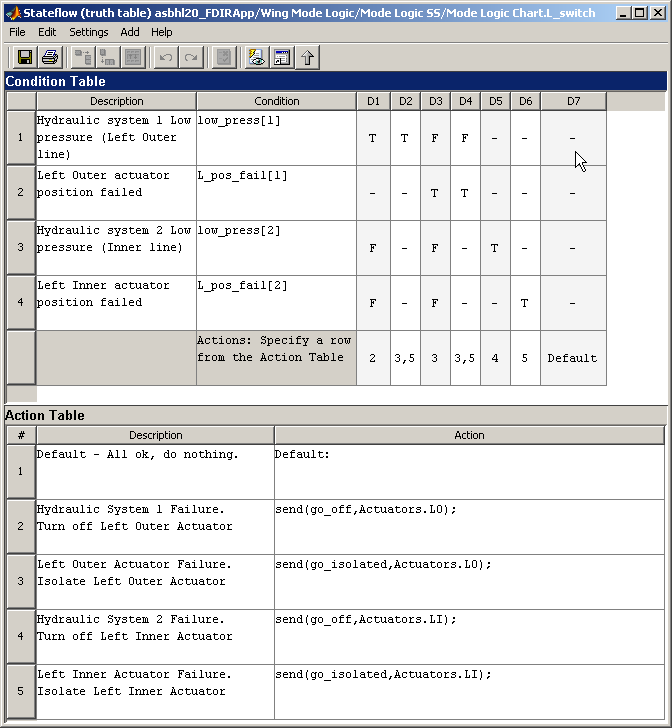 Stateflow (truth table) asbhl20_FDIRApp/Wing Mode Logic/Mode Logic SS/Mode Logic Chart.L_switch
File Edit Settings Add Help
Condition Table
Description Condition D1 D2 D3 D4 D5 D6 D7
1 Hydraulic system 1 Low pressure (Left Outer line) low_press[1] T T F F - - -
2 Left Outer actuator position failed L_pos_fail[1] - - T T - - -
3 Hydraulic system 2 Low pressure (Inner line) low_press[2] F - F - T - -
4 Left Inner actuator position failed L_pos_fail[2] F - F - - T -
Actions: Specify a row from the Action Table 2 3,5 3 3,5 4 5 Default
Action Table
# Description Action
1 Default - All ok, do nothing. Default:
2 Hydraulic System 1 Failure. Turn off Left Outer Actuator send(go_off,Actuators.LO);
3 Left Outer Actuator Failure. Isolate Left Outer Actuator send(go_isolated,Actuators.LO);
4 Hydraulic System 2 Failure. Turn off Left Inner Actuator send(go_off,Actuators.LI);
5 Left Inner Actuator Failure. Isolate Left Inner Actuator send(go_isolated,Actuators.LI);